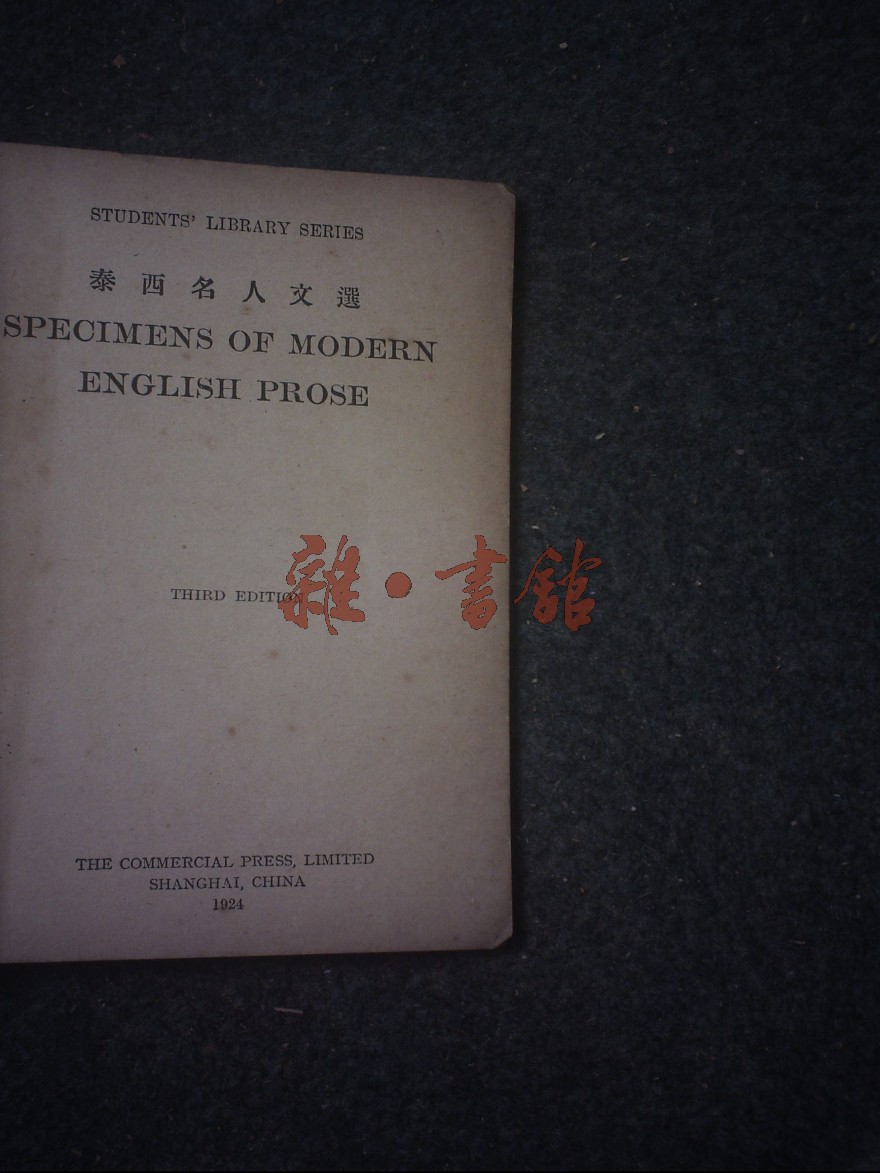 STUDENTS' LIBRARY SERIES
泰西名人文選
SPECIMENS OF MODERN
ENGLISH PROSE
THIRD EDITION
雜·書館
THE COMMERCIAL PRESS, LIMITED
SHANGHAI, CHINA
1924